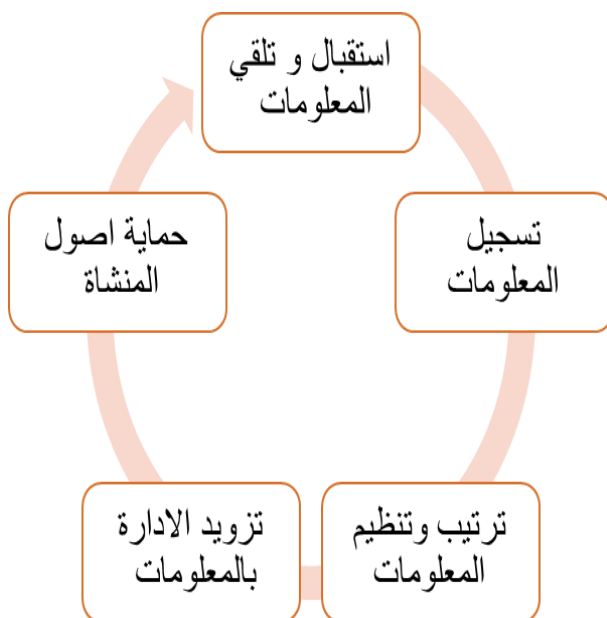 استقبال و تلقي
المعلومات
تسجيل
المعلومات
ترتيب وتنظيم
المعلومات
تزويد الادارة
بالمعلومات
حماية اصول
المنشاة